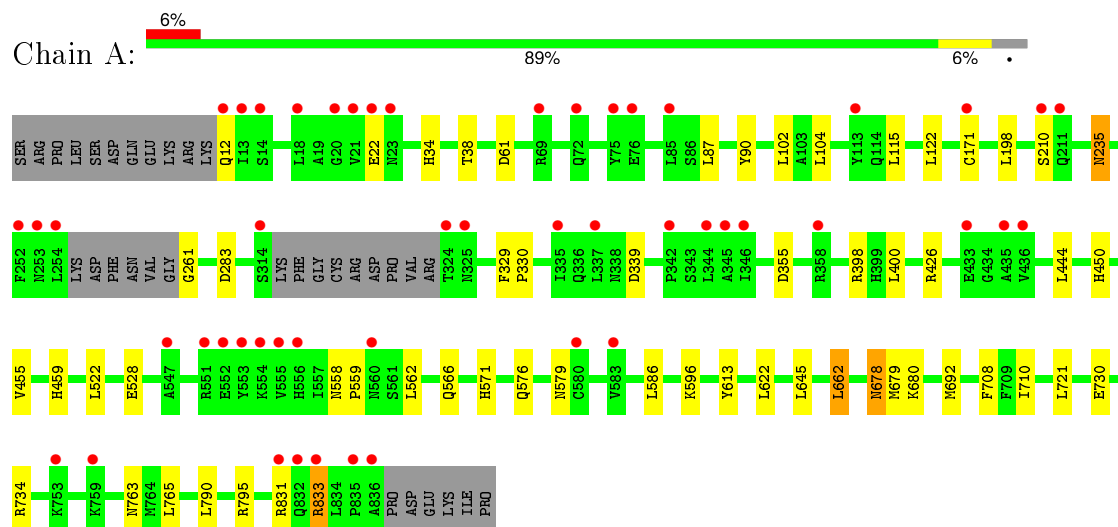 6%
Chain A:
89%
6%
•
SER ARG PRO LEU SER ASP GLN GLU LYS ARG LYS Q12 I13 S14 L18 A19 G20 V21 E22 N23 H34 T38 D61 R69 Q72 Y75 E76 L85 S86 L87 Y90 L102 A103 L104 Y113 Q114 L115 L122 C171 L198 S210 Q211 N235
F252 N253 L254 LYS ASP PHE ASN VAL GLY G261 D283 S314 LYS PHE GLY CYS ARG ASP PRO VAL ARG T324 N325 F329 P330 I335 Q336 L337 N338 D339 P342 S343 L344 A345 I346 D355 R358 R398 H399 L400 R426 E433 G434 A435 V436 L444 H450
V455 H459 L522 E528 A547 R551 E552 Y553 K554 V555 H556 I557 N558 P559 N560 S561 L562 Q566 H571 Q576 N579 C580 V583 L586 K596 Y613 L622 L645 L662 N678 M679 K680 M692 F708 F709 I710 L721 E730
R734 K753 K759 N763 M764 L765 L790 R795 R831 Q832 R833 L834 P835 A836 PRO ASP GLU LYS ILE PRO